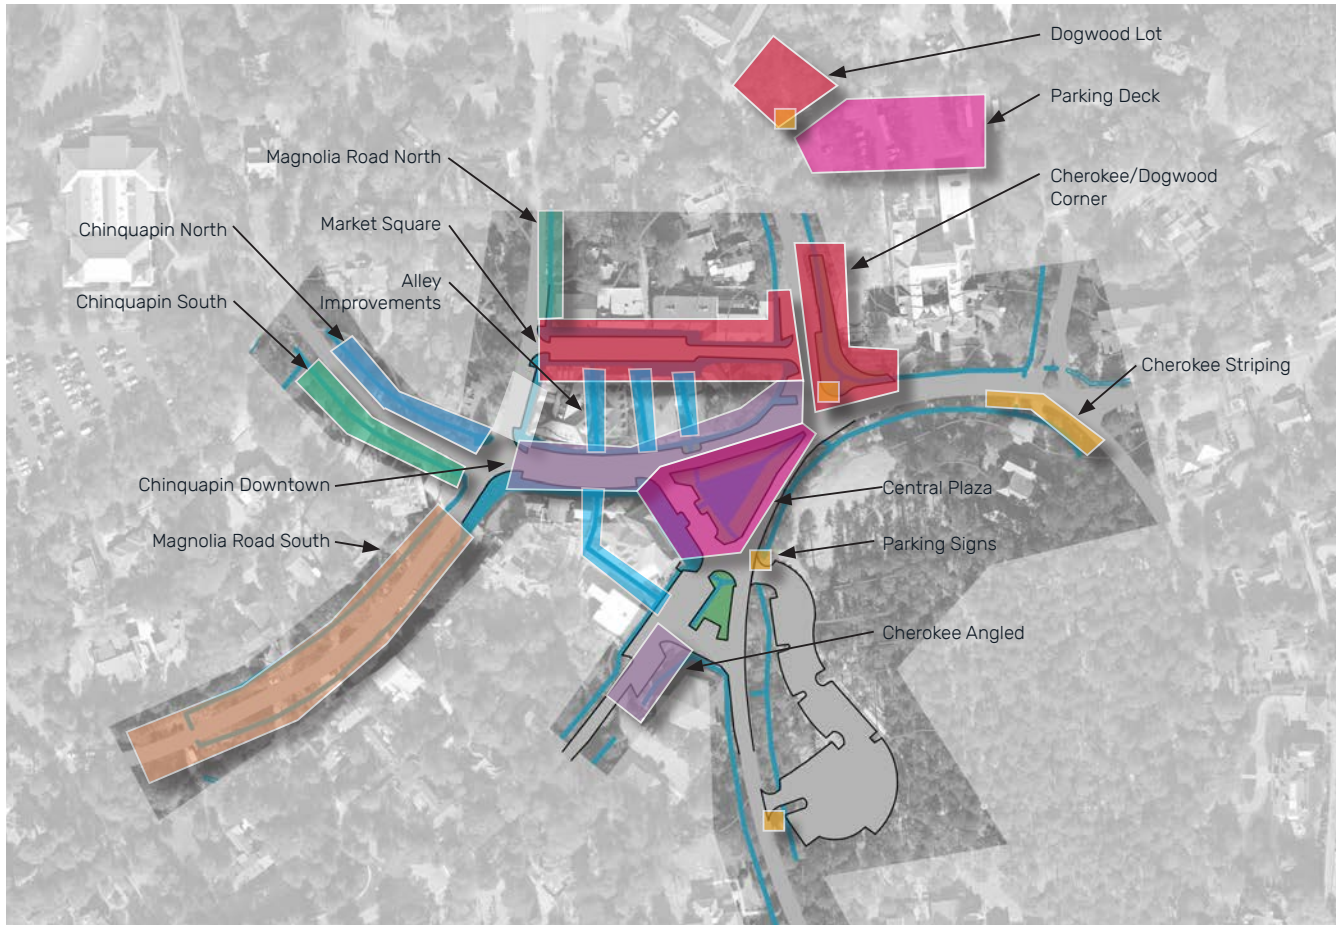 Dogwood Lot
Parking Deck
Magnolia Road North
Cherokee/Dogwood
Corner
Market Square
Chinquapin North
Alley
Improvements
Chinquapin South
Cherokee Striping
Chinquapin Downtown
Central Plaza
Magnolia Road South
Parking Signs
Cherokee Angled